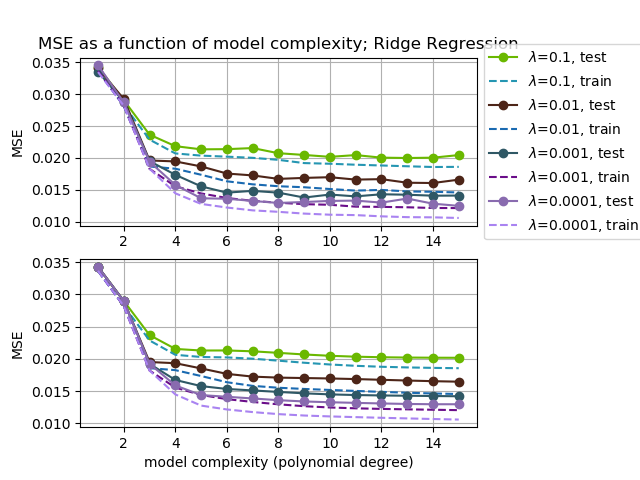 MSE as a function of model complexity; Ridge Regression
0.035
0.030
0.025
0.020
0.015
0.010
MSE
2 4 6 8 10 12 14
λ=0.1, test
λ=0.1, train
λ=0.01, test
λ=0.01, train
λ=0.001, test
λ=0.001, train
λ=0.0001, test
λ=0.0001, train
0.035
0.030
0.025
0.020
0.015
0.010
MSE
2 4 6 8 10 12 14
model complexity (polynomial degree)